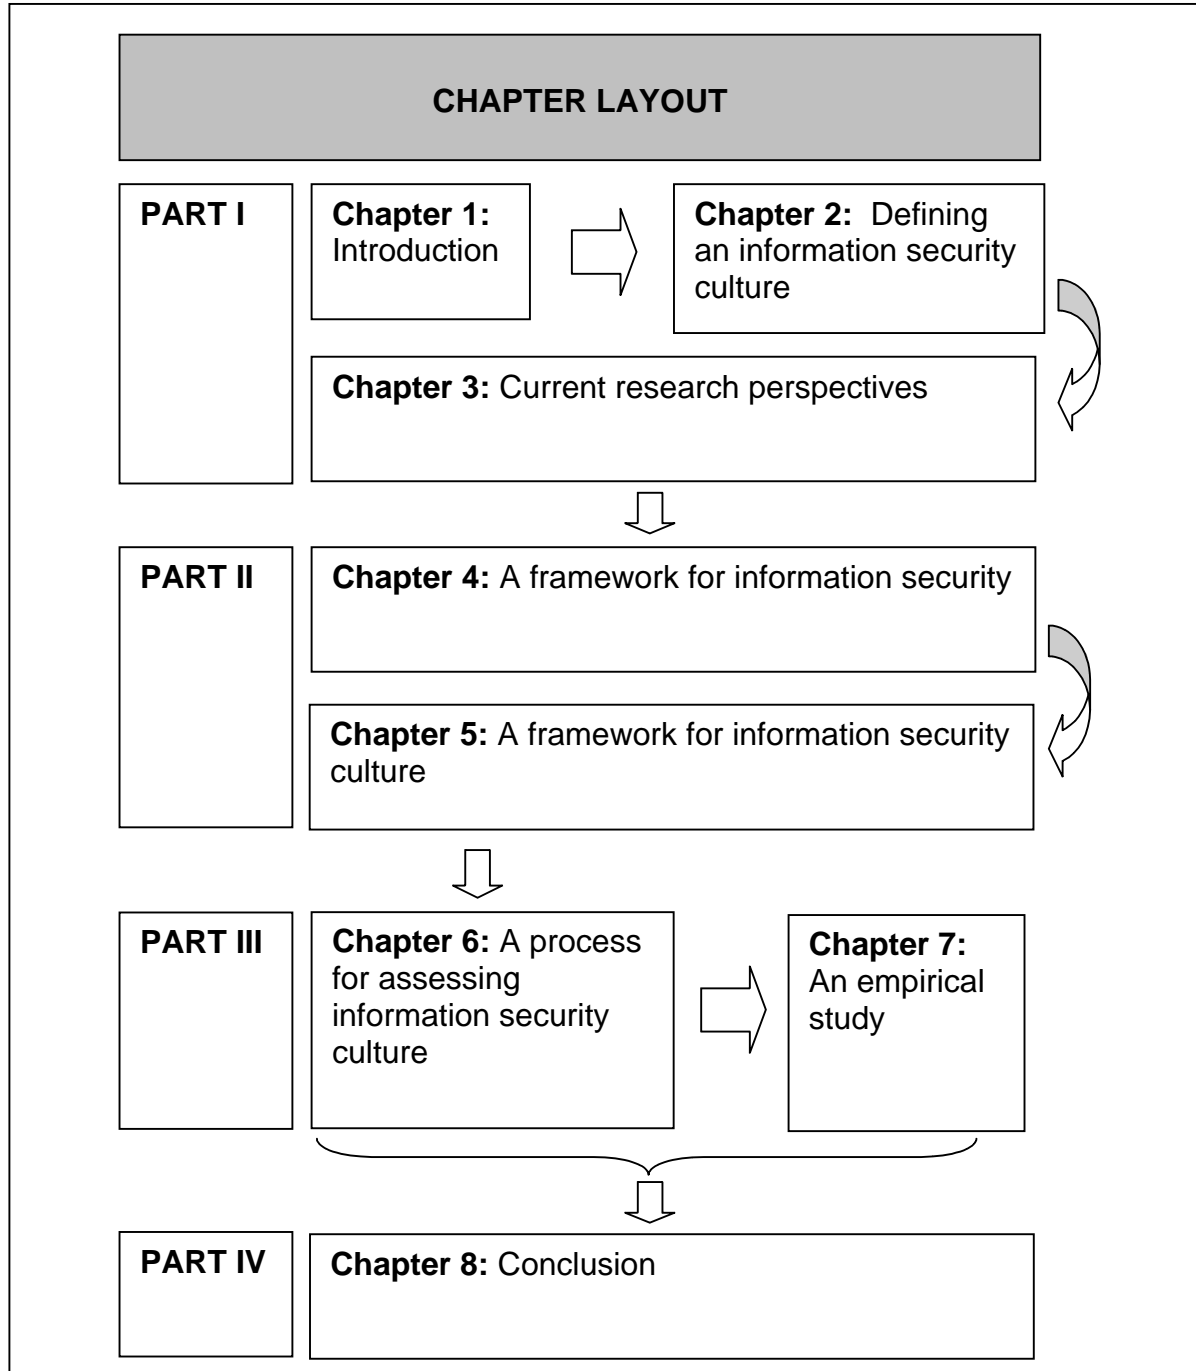 CHAPTER LAYOUT
PART I
Chapter 1:
Introduction
Chapter 2: Defining
an information security
culture
Chapter 3: Current research perspectives
PART II
Chapter 4: A framework for information security
Chapter 5: A framework for information security
culture
PART III
Chapter 6: A process
for assessing
information security
culture
Chapter 7:
An empirical
study
PART IV
Chapter 8: Conclusion